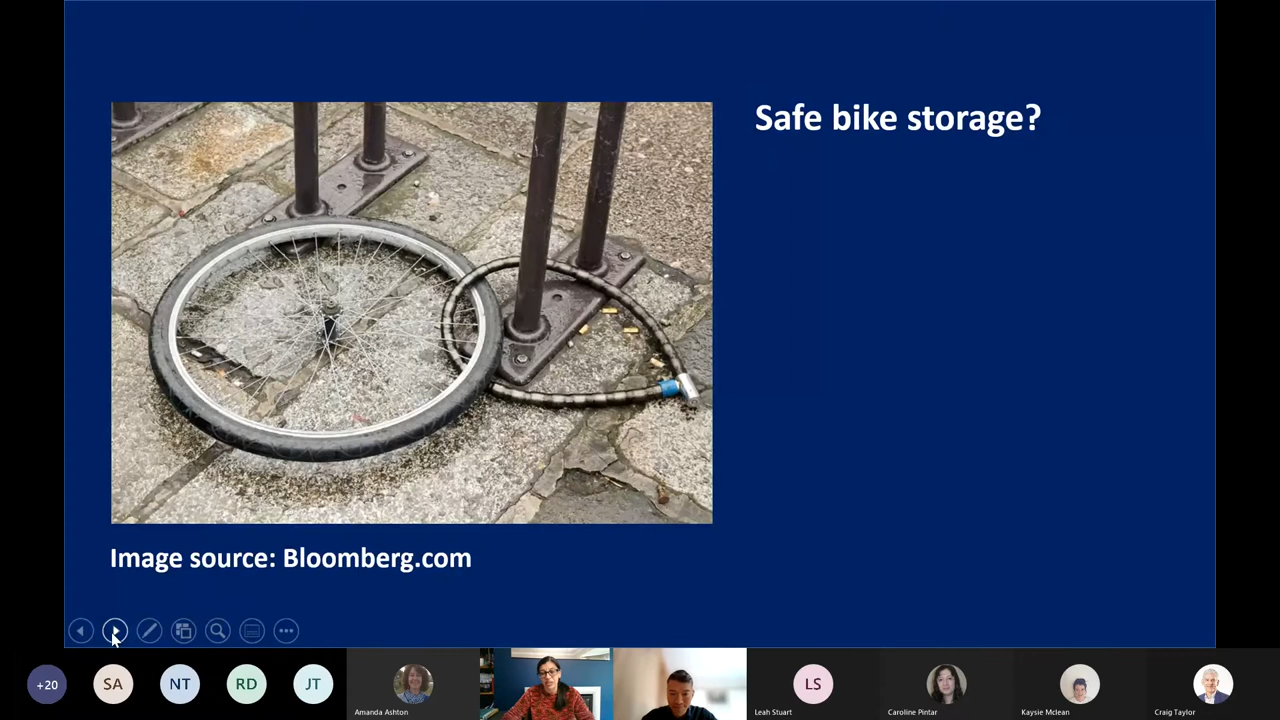 Safe bike storage?
Image source: Bloomberg.com
+20
SA
NT
RD
JT
Amanda Ashton
LS
Leah Stuart
Caroline Pintar
Kaysie Mclean
Craig Taylor